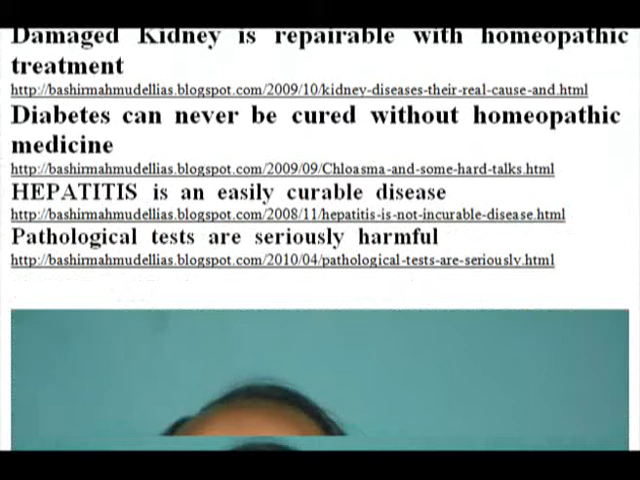 Damaged Kidney is repairable with homeopathic
treatment
http://bashirmahmudellias.blogspot.com/2009/10/kidney-diseases-their-real-cause-and.html
Diabetes can never be cured without homeopathic
medicine
http://bashirmahmudellias.blogspot.com/2009/09/Chloasma-and-some-hard-talks.html
HEPATITIS is an easily curable disease
http://bashirmahmudellias.blogspot.com/2008/11/hepatitis-is-not-incurable-disease.html
Pathological tests are seriously harmful
http://bashirmahmudellias.blogspot.com/2010/04/pathological-tests-are-seriously.html